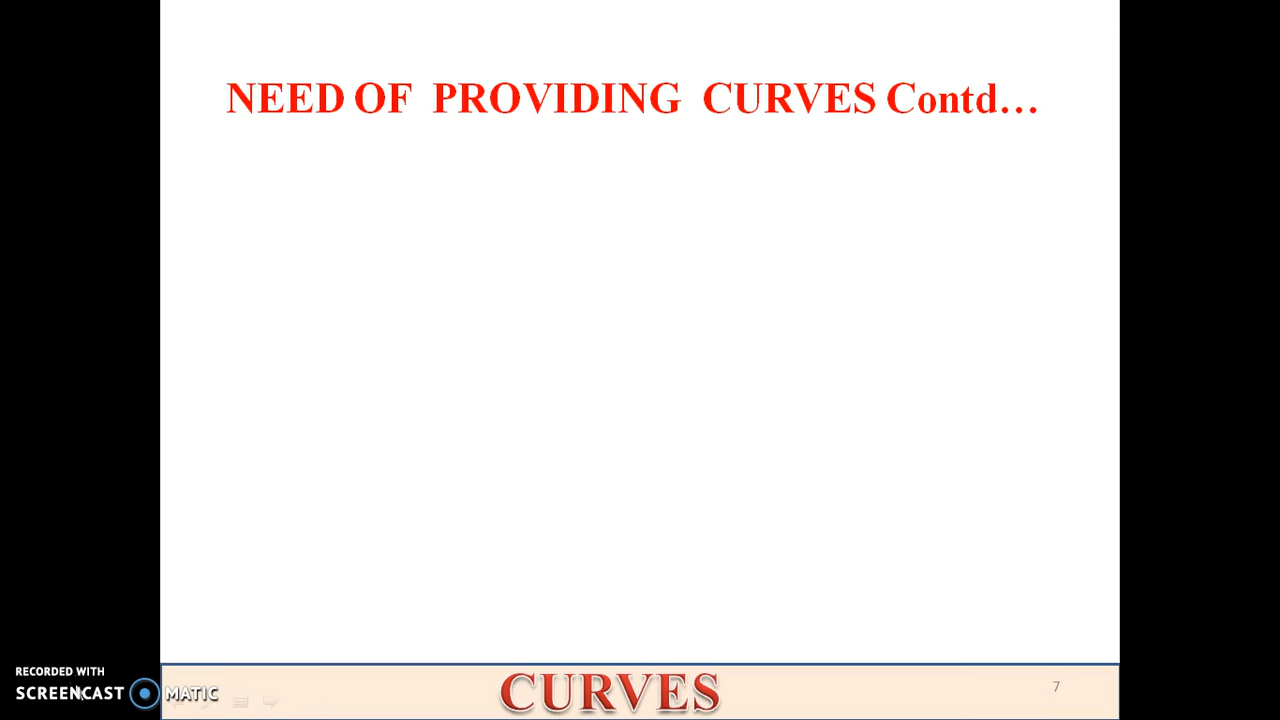 NEED OF PROVIDING CURVES Contd...
RECORDED WITH
SCREENCAST MATIC
CURVES
7